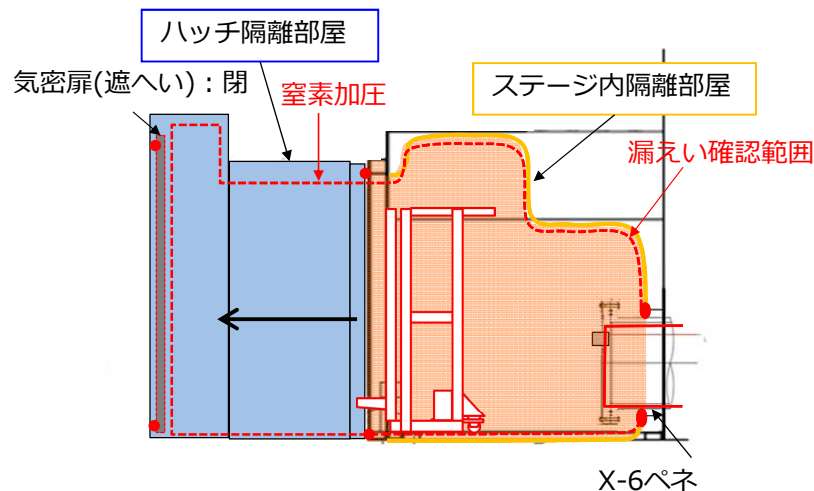 ハッチ隔離部屋
気密扉(遮へい)：閉
窒素加圧
ステージ内隔離部屋
漏えい確認範囲
X-6ペネ